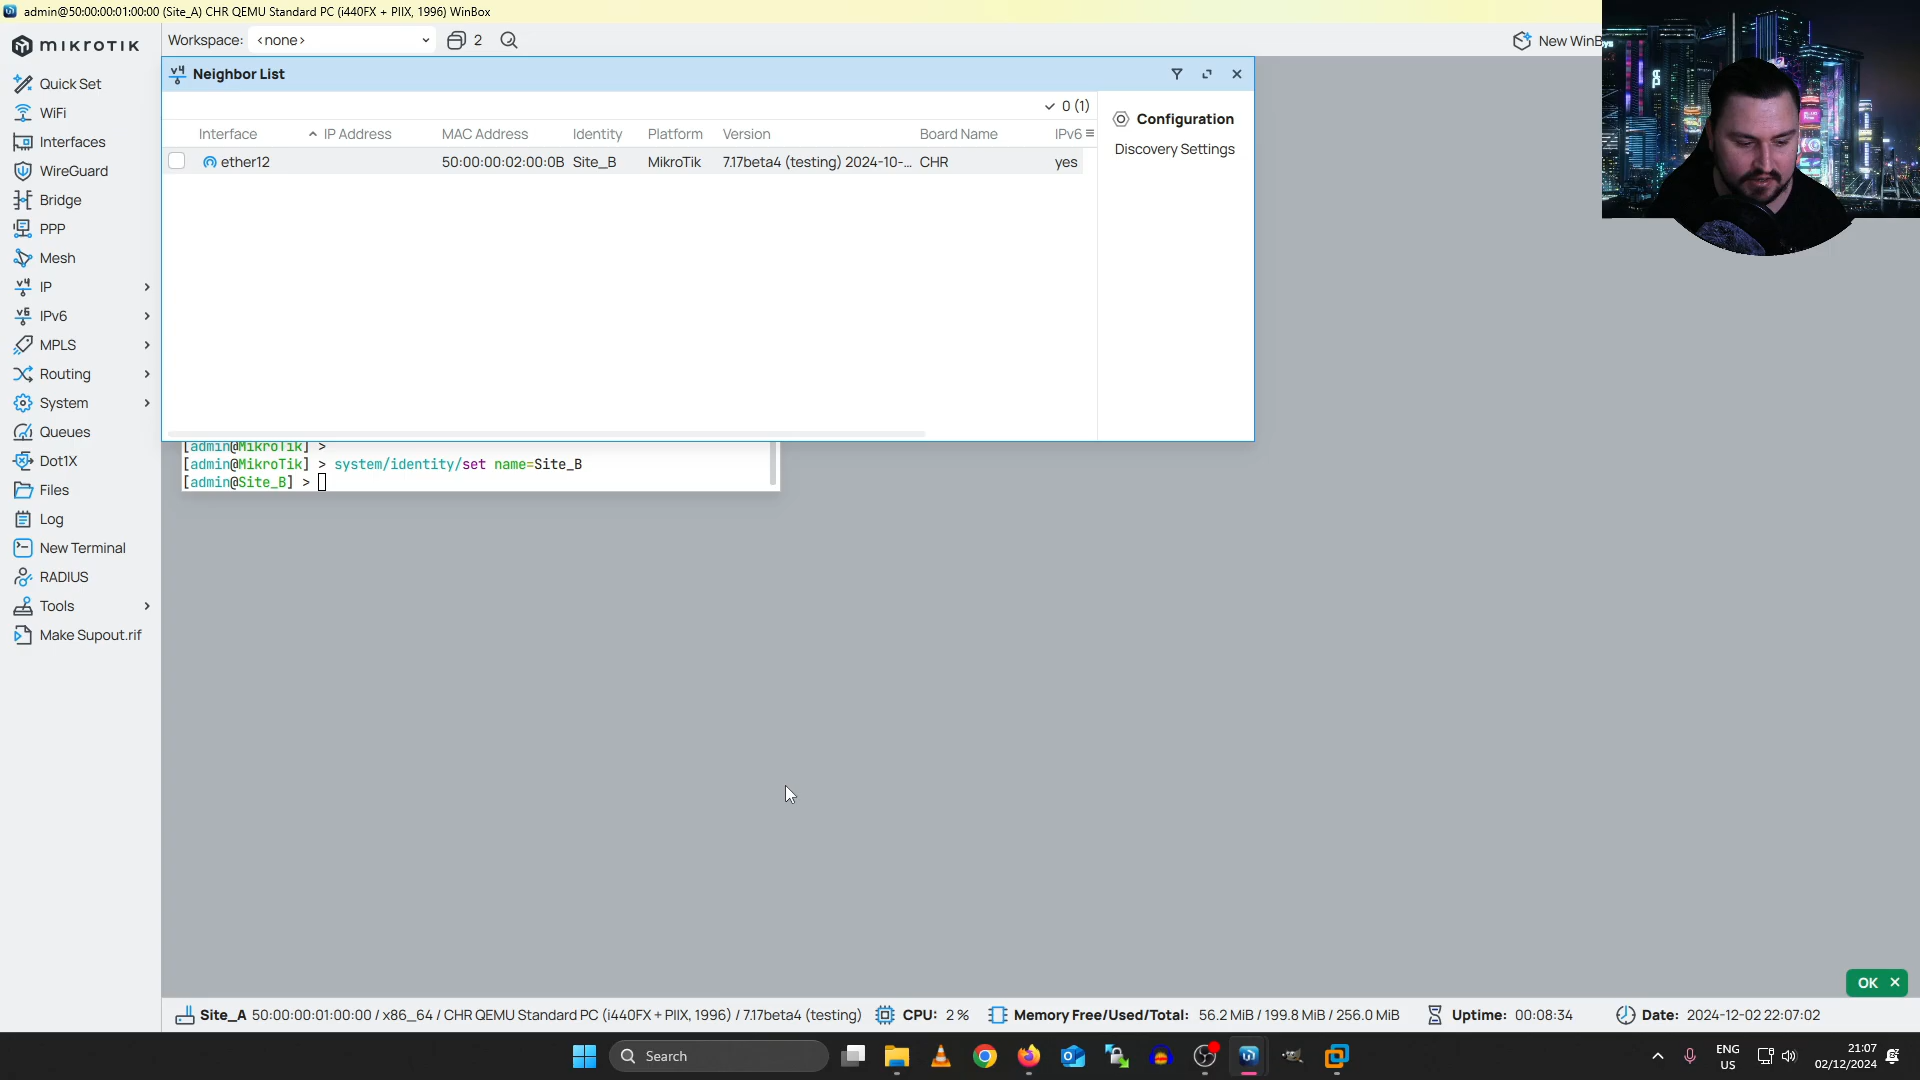 admin@50:00:00:01:00:00 (Site_A) CHR QEMU Standard PC (i440FX + PIIX, 1996) WinBox
MIKROTIK
Workspace: <none> 2
New WinB
Quick Set
WiFi
Interfaces
WireGuard
Bridge
PPP
Mesh
IP
IPv6
MPLS
Routing
System
Queues
Dot1X
Files
Log
New Terminal
RADIUS
Tools
Make Supout.rif
Neighbor List
0 (1)
Interface IP Address MAC Address Identity Platform Version Board Name IPv6
ether12 50:00:00:02:00:0B Site_B MikroTik 7.17beta4 (testing) 2024-10-... CHR yes
Configuration
Discovery Settings
[admin@MikroTik] >
[admin@MikroTik] > system/identity/set name=Site_B
[admin@Site_B] >
OK
Site_A 50:00:00:01:00:00 / x86_64 / CHR QEMU Standard PC (i440FX + PIIX, 1996) / 7.17beta4 (testing) CPU: 2 % Memory Free/Used/Total: 56.2 MiB / 199.8 MiB / 256.0 MiB Uptime: 00:08:34 Date: 2024-12-02 22:07:02
Search
ENG
US
21:07
02/12/2024